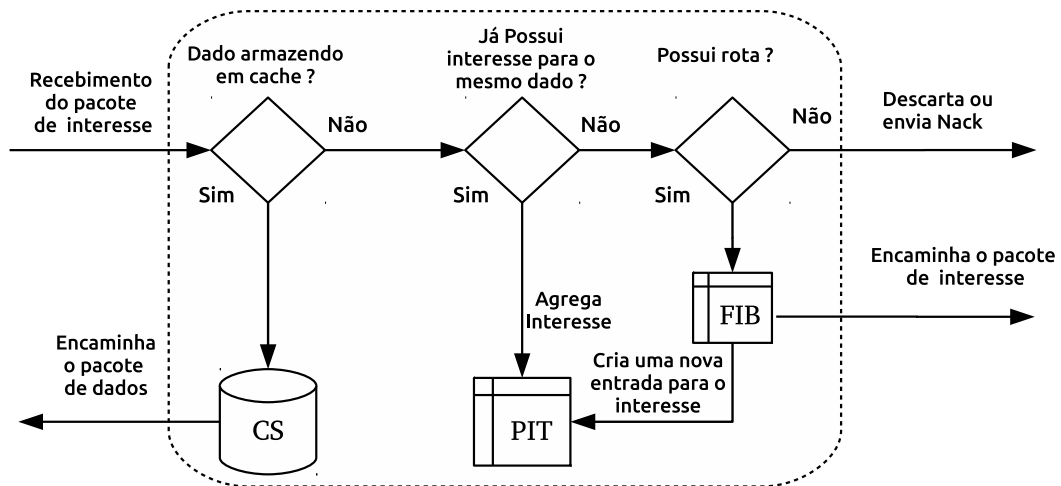 Recebimento
do pacote
de interesse
Dado armazendo
em cache ?
Não
Sim
Já Possui
interesse para o
mesmo dado ?
Não
Sim
Possui rota ?
Não
Sim
Descarta ou
envia Nack
Encaminha o pacote
de interesse
FIB
Agrega
Interesse
Cria uma nova
entrada para o
interesse
PIT
Encaminha
o pacote
de dados
CS